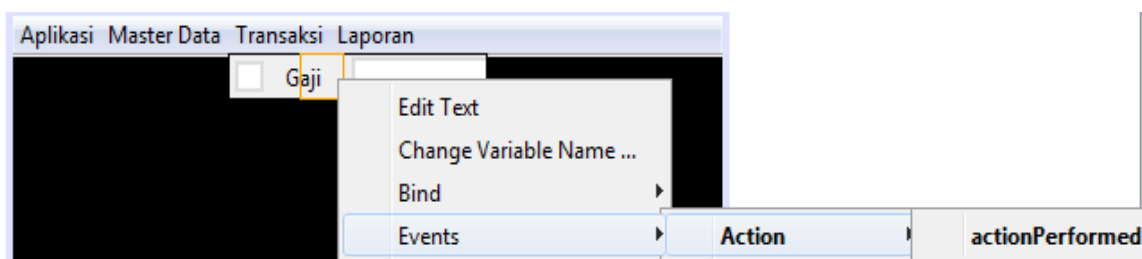 Aplikasi Master Data Transaksi Laporan
Gaji
Edit Text
Change Variable Name ...
Bind
Events Action actionPerformed